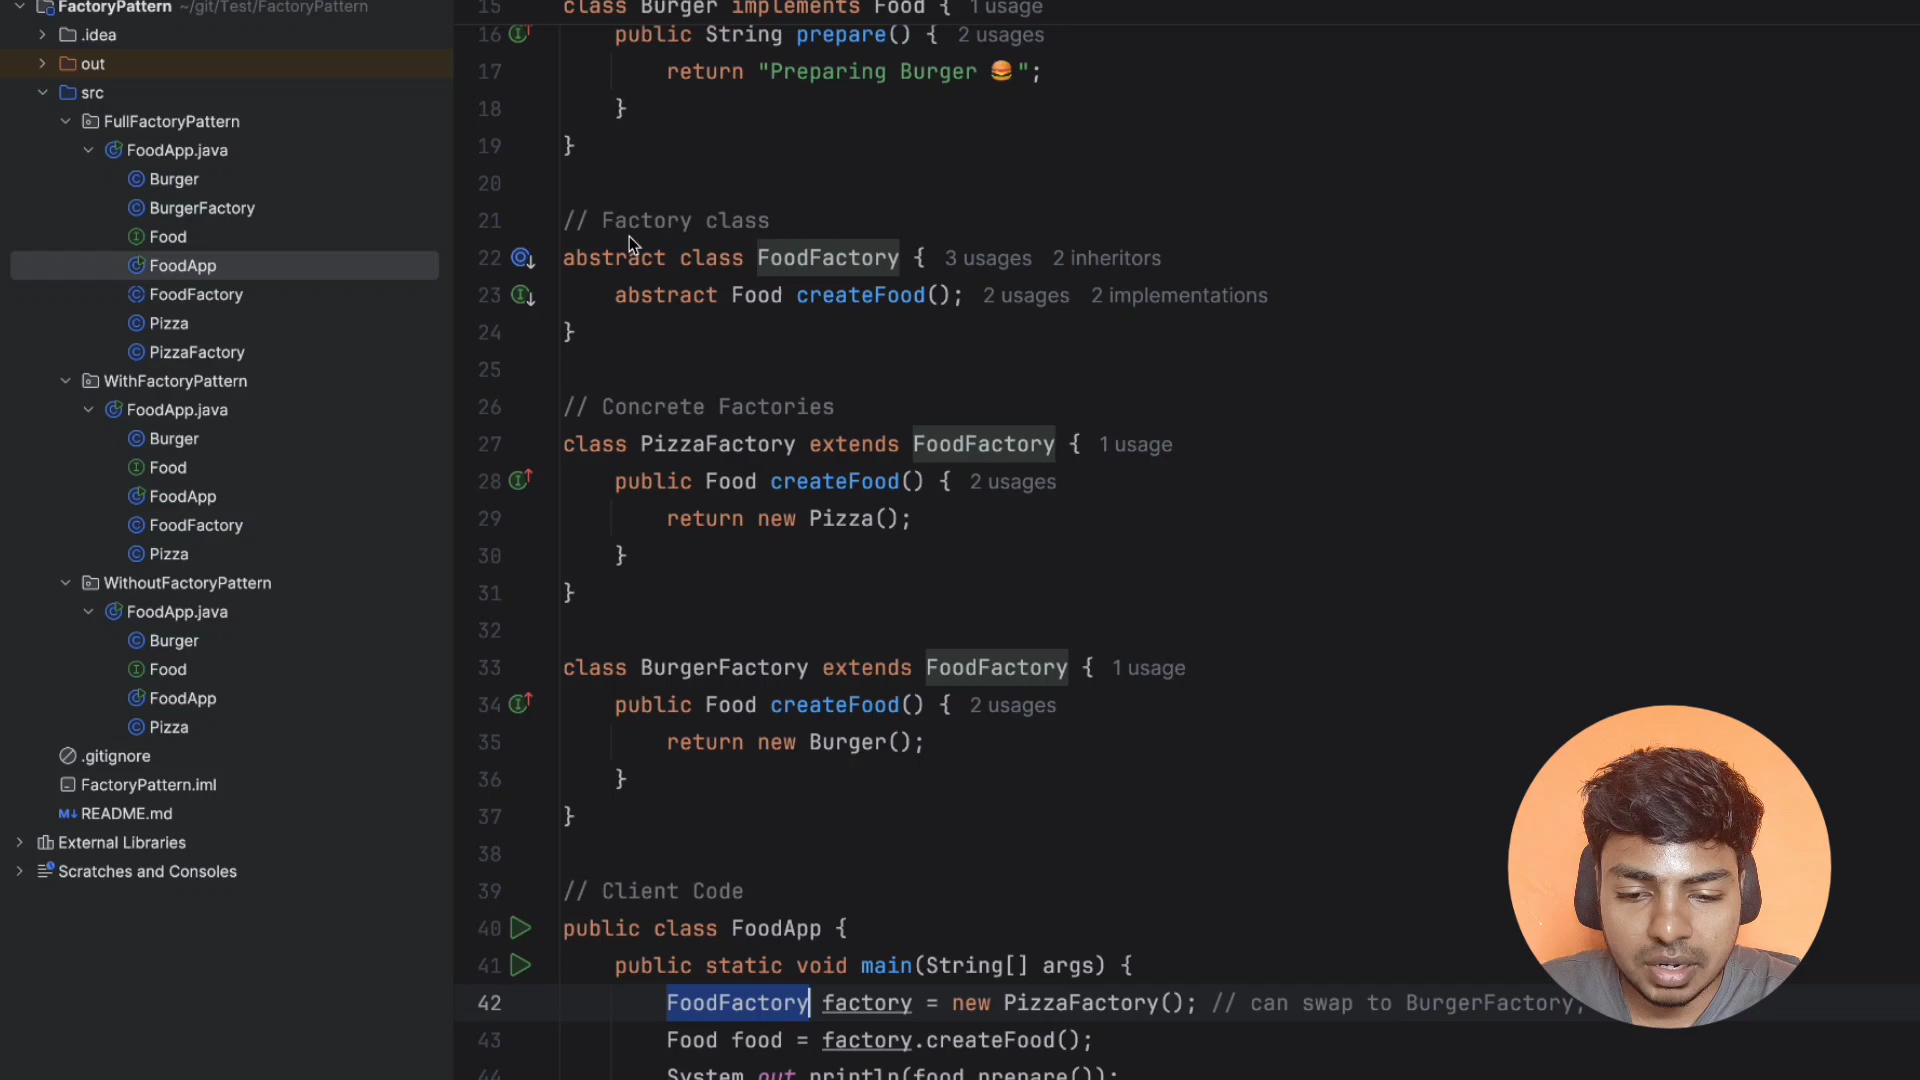 FactoryPattern ~/git/Test/FactoryPattern
.idea
out
src
FullFactoryPattern
FoodApp.java
Burger
BurgerFactory
Food
FoodApp
FoodFactory
Pizza
PizzaFactory
WithFactoryPattern
FoodApp.java
Burger
Food
FoodApp
FoodFactory
Pizza
WithoutFactoryPattern
FoodApp.java
Burger
Food
FoodApp
Pizza
.gitignore
FactoryPattern.iml
M↓ README.md
External Libraries
Scratches and Consoles
15 class Burger implements Food { 1 usage
16 public String prepare() { 2 usages
17 return "Preparing Burger 🍔";
18 }
19 }
20
21 // Factory class
22 abstract class FoodFactory { 3 usages 2 inheritors
23 abstract Food createFood(); 2 usages 2 implementations
24 }
25
26 // Concrete Factories
27 class PizzaFactory extends FoodFactory { 1 usage
28 public Food createFood() { 2 usages
29 return new Pizza();
30 }
31 }
32
33 class BurgerFactory extends FoodFactory { 1 usage
34 public Food createFood() { 2 usages
35 return new Burger();
36 }
37 }
38
39 // Client Code
40 public class FoodApp {
41 public static void main(String[] args) {
42 FoodFactory factory = new PizzaFactory(); // can swap to BurgerFactory,
43 Food food = factory.createFood();
44 System.out.println(food.prepare());